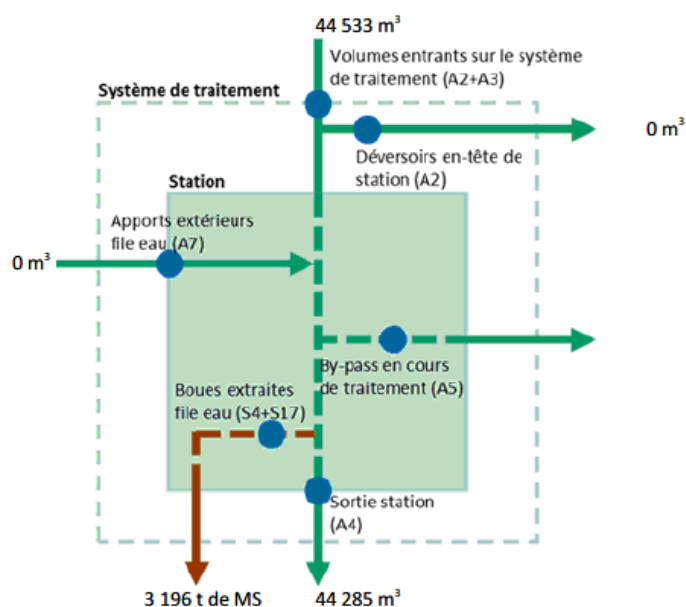 44 533 m³
Volumes entrants sur le système
de traitement (A2+A3)
Système de traitement
0 m³
Déversoirs en-tête de
station (A2)
Station
Apports extérieurs
file eau (A7)
0 m³
By-pass en cours
de traitement (A5)
Boues extraites
file eau (S4+S17)
Sortie station
(A4)
3 196 t de MS
44 285 m³